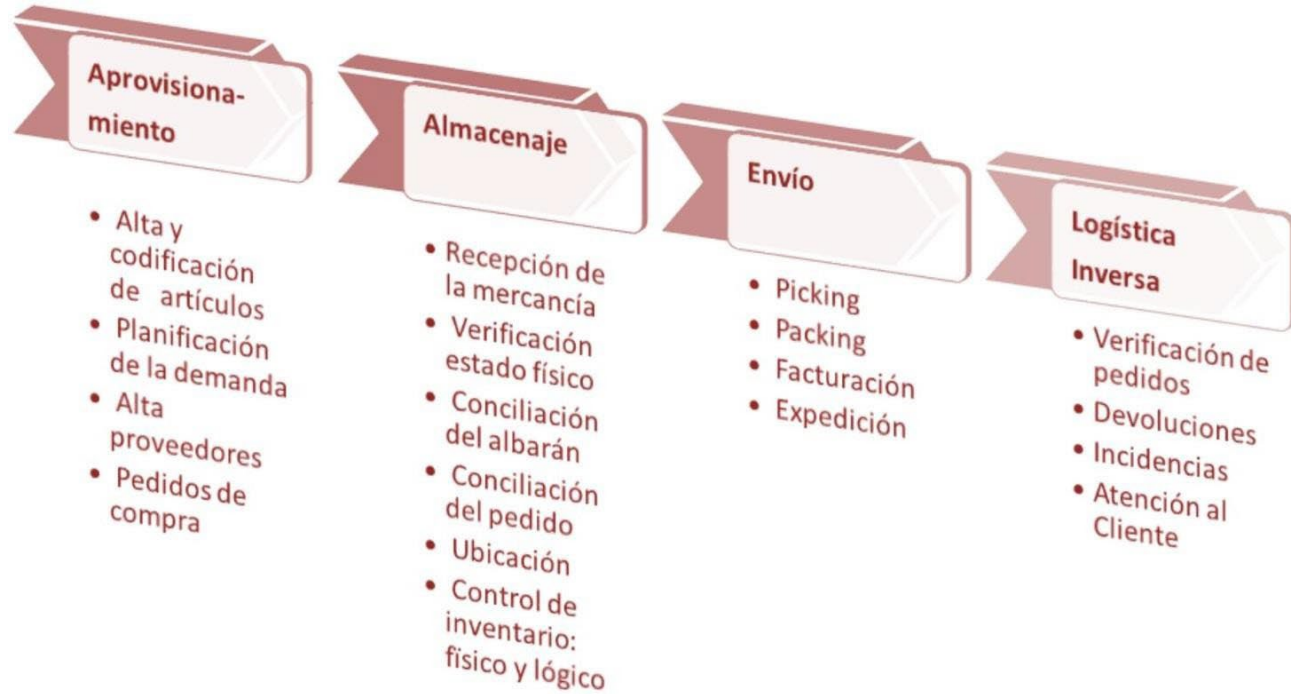 Aprovisiona-
miento
• Alta y
codificación
de artículos
• Planificación
de la demanda
• Alta
proveedores
• Pedidos de
compra
Almacenaje
• Recepción de
la mercancía
• Verificación
estado físico
• Conciliación
del albarán
• Conciliación
del pedido
• Ubicación
• Control de
inventario:
físico y lógico
Envío
• Picking
• Packing
• Facturación
• Expedición
Logística
Inversa
• Verificación de
pedidos
• Devoluciones
• Incidencias
• Atención al
Cliente